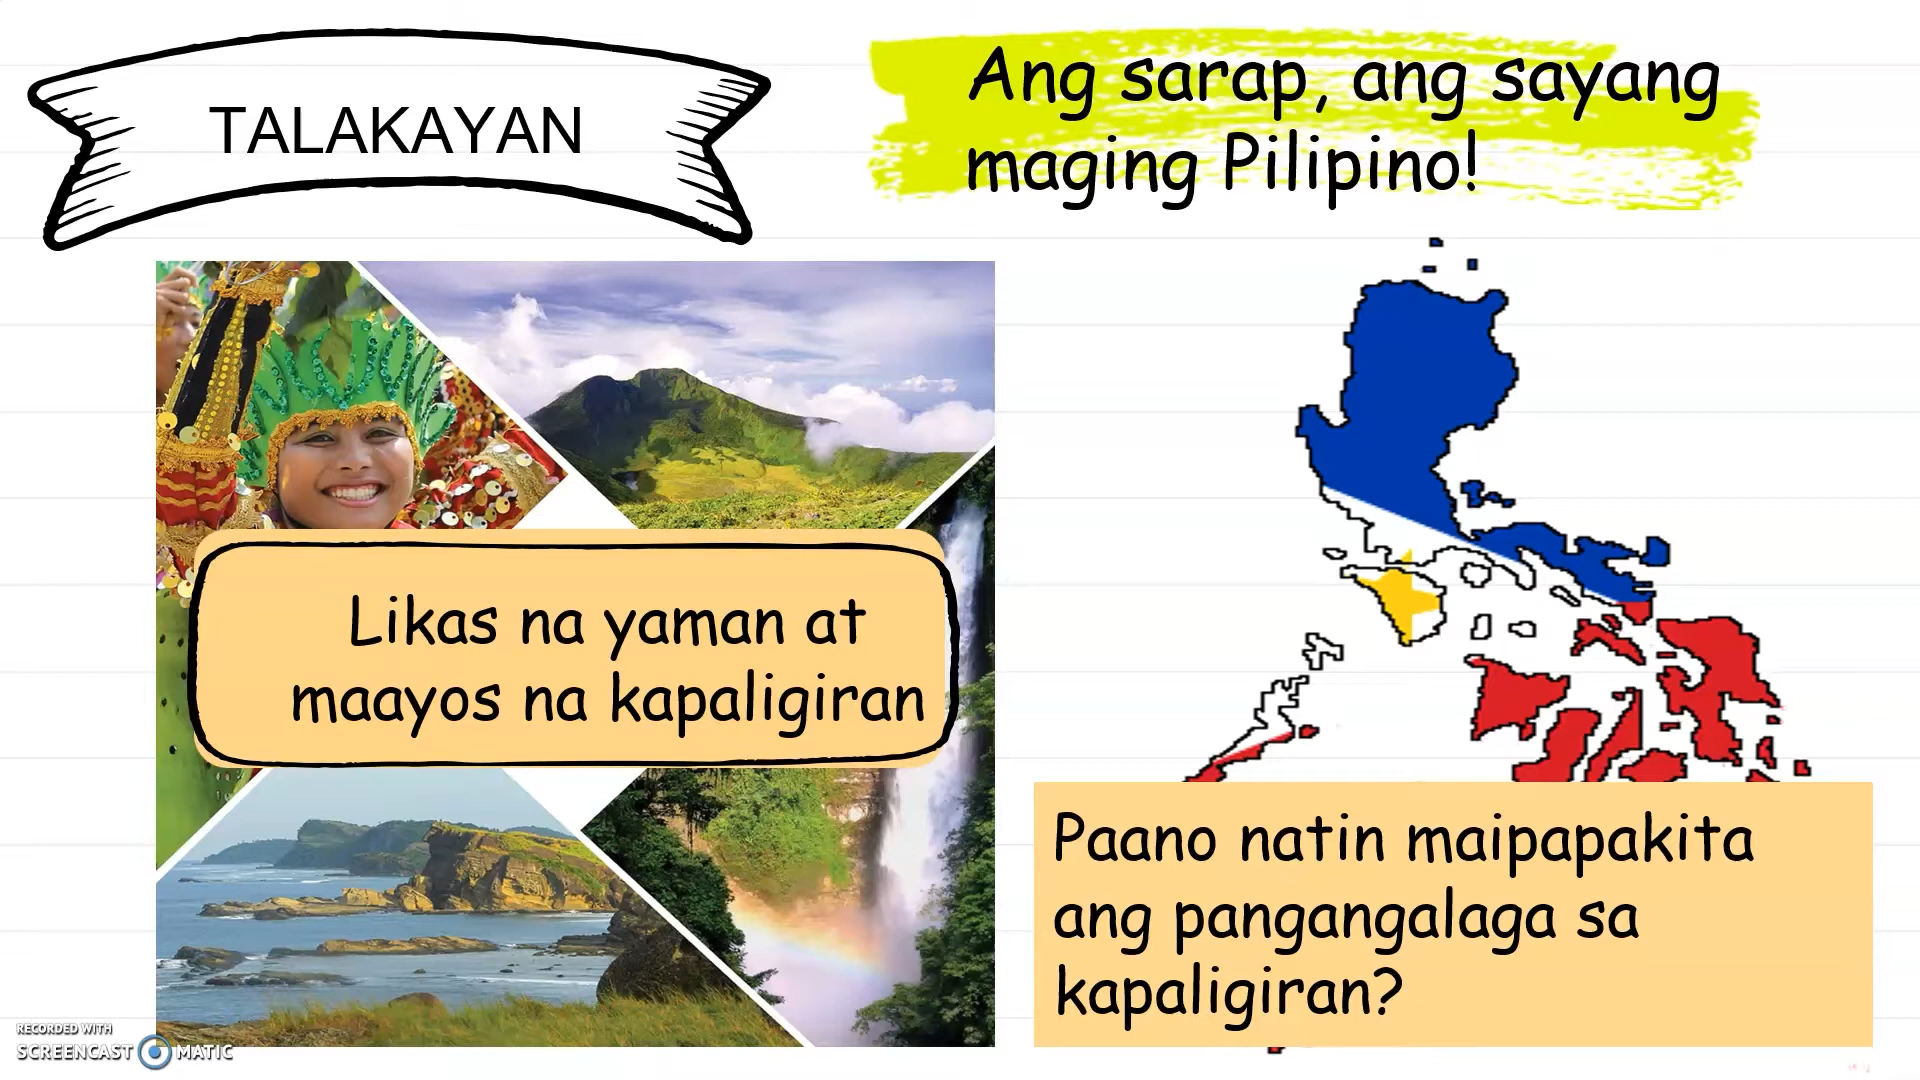 TALAKAYAN
Ang sarap, ang sayang
maging Pilipino!
Likas na yaman at
maayos na kapaligiran
Paano natin maipapakita
ang pangangalaga sa
kapaligiran?
RECORDED WITH
SCREENCAST MATIC